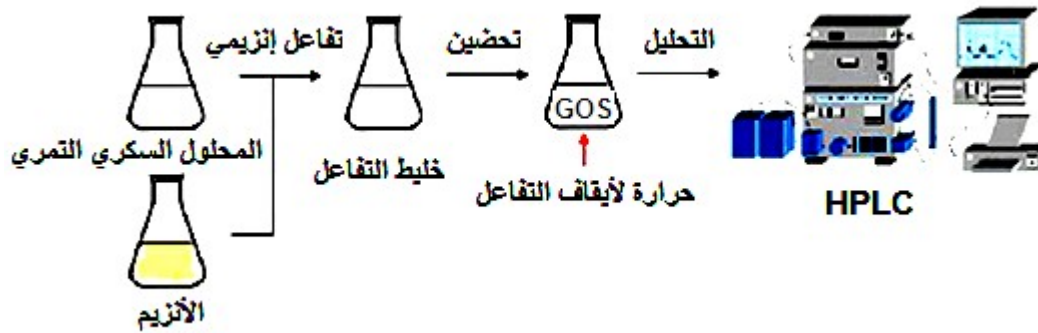 تفاعل إنزيمي
تحضين
التحليل
GOS
المحلول السكري التمري
خليط التفاعل
حرارة لأيقاف التفاعل
HPLC
الأنزيم